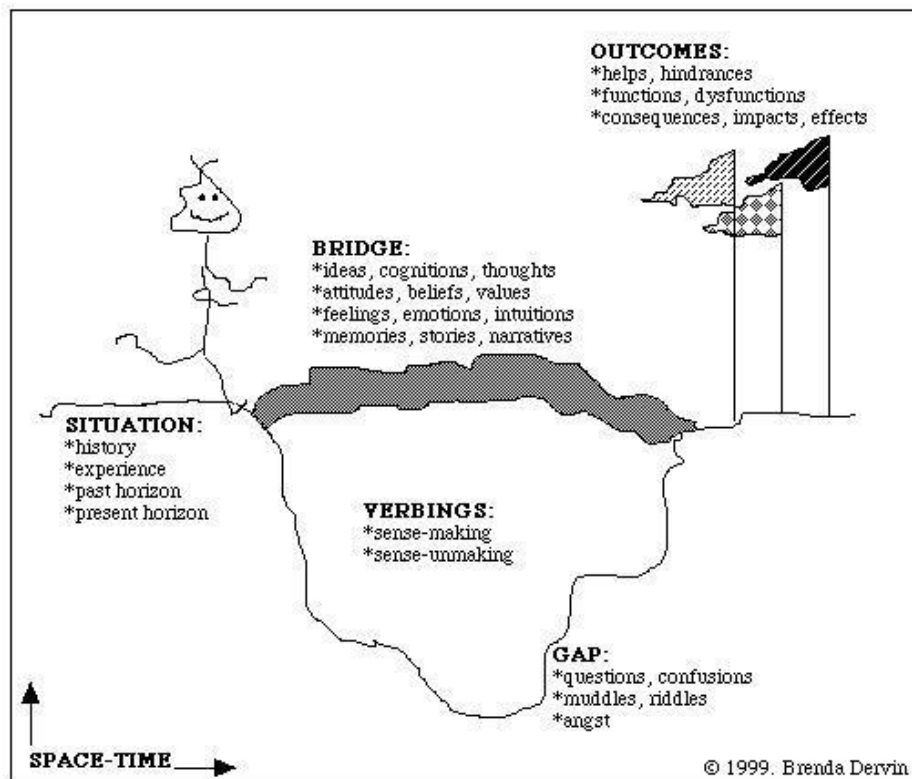 OUTCOMES:
*helps, hindrances
*functions, dysfunctions
*consequences, impacts, effects
BRIDGE:
*ideas, cognitions, thoughts
*attitudes, beliefs, values
*feelings, emotions, intuitions
*memories, stories, narratives
SITUATION:
*history
*experience
*past horizon
*present horizon
VERBINGS:
*sense-making
*sense-unmaking
GAP:
*questions, confusions
*muddles, riddles
*angst
SPACE-TIME
© 1999. Brenda Dervin